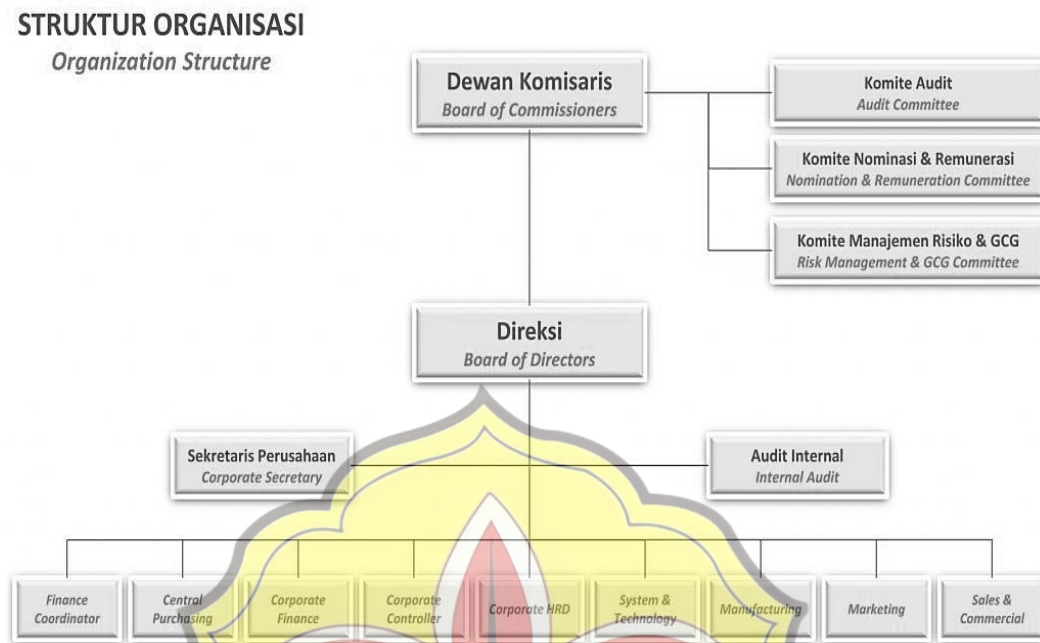 STRUKTUR ORGANISASI
Organization Structure
Dewan Komisaris
Board of Commissioners
Komite Audit
Audit Committee
Komite Nominasi & Remunerasi
Nomination & Remuneration Committee
Komite Manajemen Risiko & GCG
Risk Management & GCG Committee
Direksi
Board of Directors
Sekretaris Perusahaan
Corporate Secretary
Audit Internal
Internal Audit
Finance
Coordinator
Central
Purchasing
Corporate
Finance
Corporate
Controller
Corporate HRD
System &
Technology
Manufacturing
Marketing
Sales &
Commercial